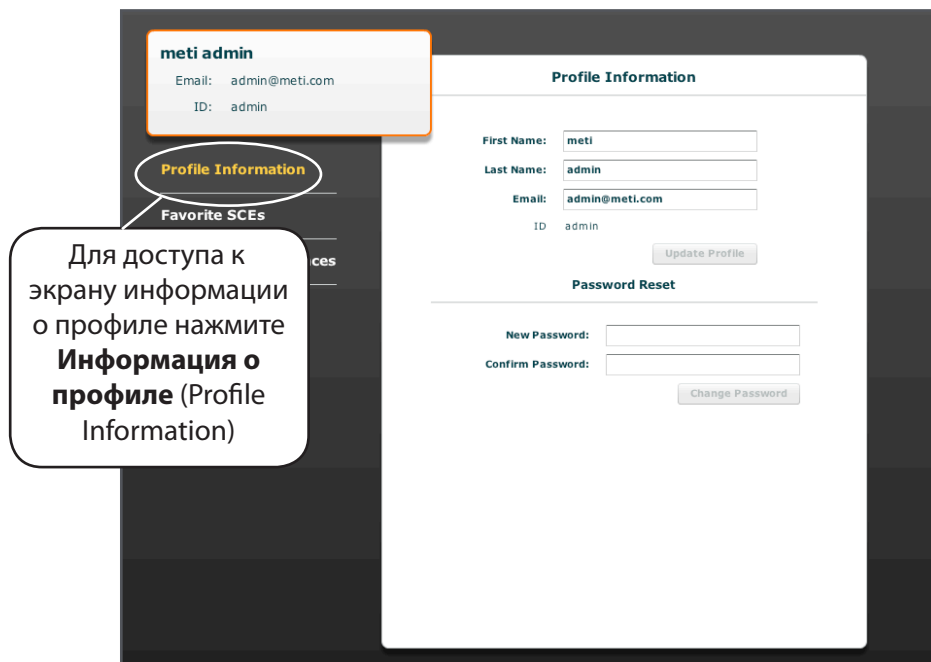 meti admin
Email: admin@meti.com
ID: admin
Profile Information
Favorite SCEs
Для доступа к
экрану информации
о профиле нажмите
Информация о
профиле (Profile
Information)
Profile Information
First Name: meti
Last Name: admin
Email: admin@meti.com
ID admin
Update Profile
Password Reset
New Password:
Confirm Password:
Change Password